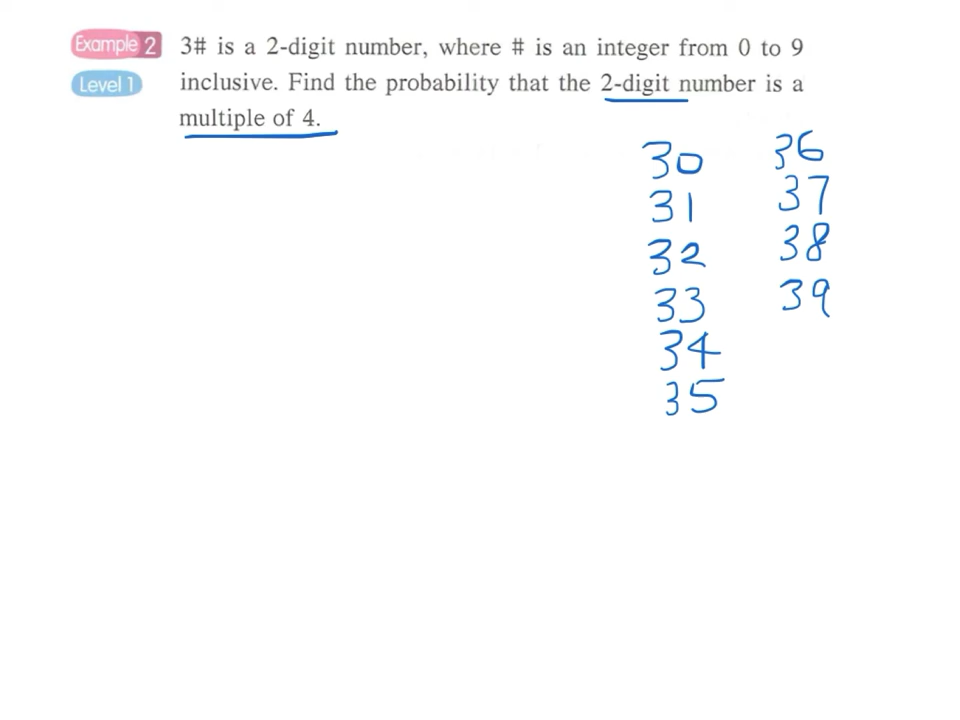 Example 2 3# is a 2-digit number, where # is an integer from 0 to 9
Level 1 inclusive. Find the probability that the 2-digit number is a
multiple of 4.
30 36
31 37
32 38
33 39
34
35